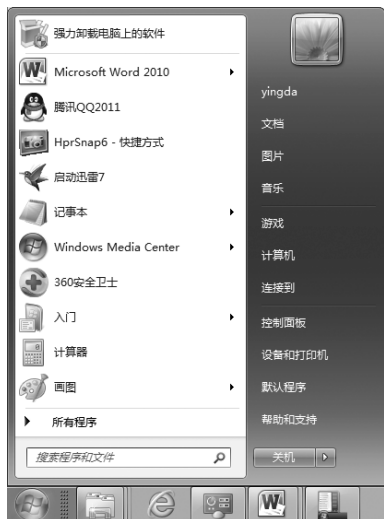 强力卸载电脑上的软件
Microsoft Word 2010
腾讯QQ2011
HprSnap6 - 快捷方式
启动迅雷7
记事本
Windows Media Center
360安全卫士
入门
计算器
画图
所有程序
搜索程序和文件
yingda
文档
图片
音乐
游戏
计算机
连接到
控制面板
设备和打印机
默认程序
帮助和支持
关机